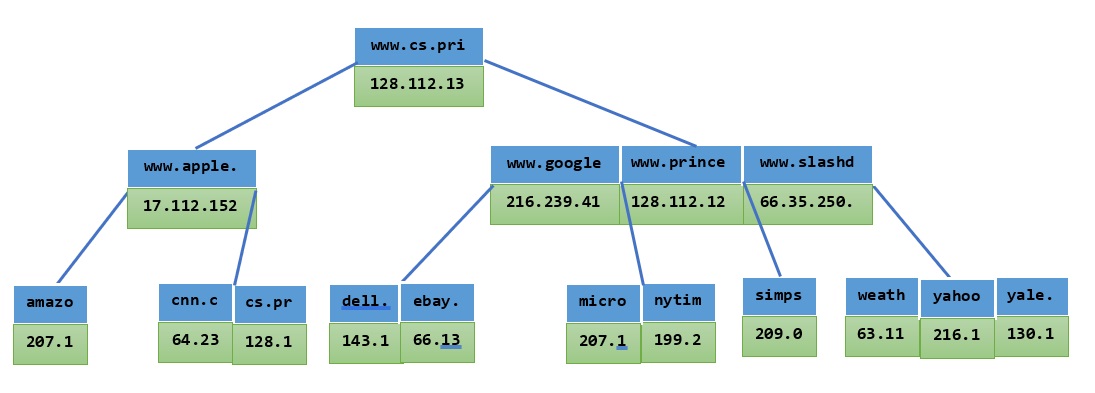 www.cs.pri
128.112.13
www.apple.
17.112.152
www.google www.prince www.slashd
216.239.41 128.112.12 66.35.250.
amazo
207.1
cnn.c cs.pr
64.23 128.1
dell. ebay.
143.1 66.13
micro nytim
207.1 199.2
simps
209.0
weath yahoo yale.
63.11 216.1 130.1